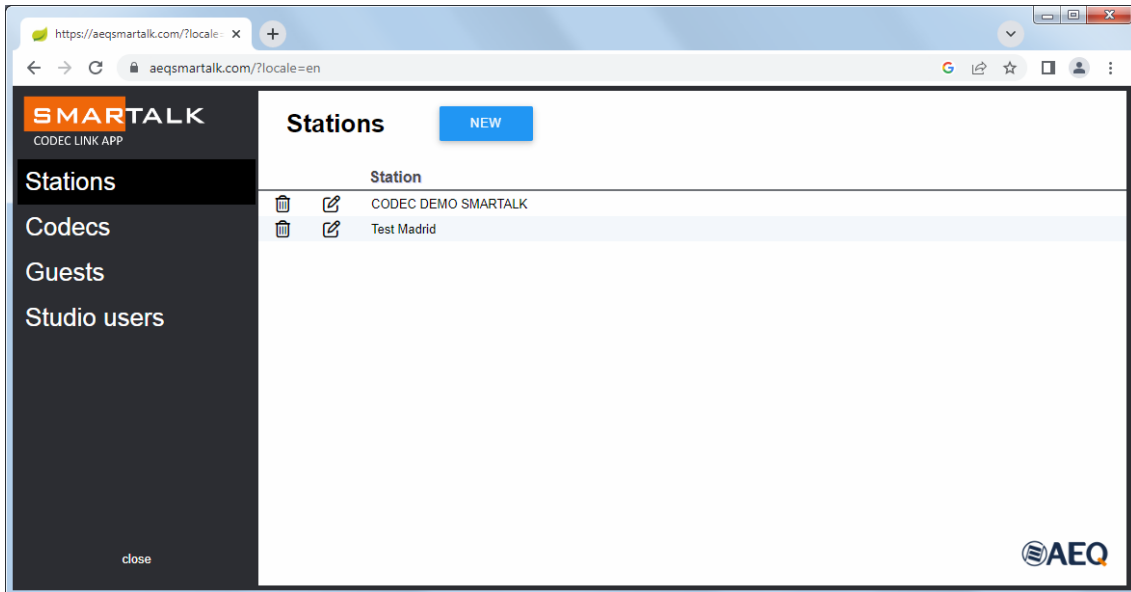 https://aeqsmartalk.com/?locale=
aeqsmartalk.com/?locale=en
SMARTALK
CODEC LINK APP
Stations
Codecs
Guests
Studio users
close
Stations NEW
Station
CODEC DEMO SMARTALK
Test Madrid
AEQ